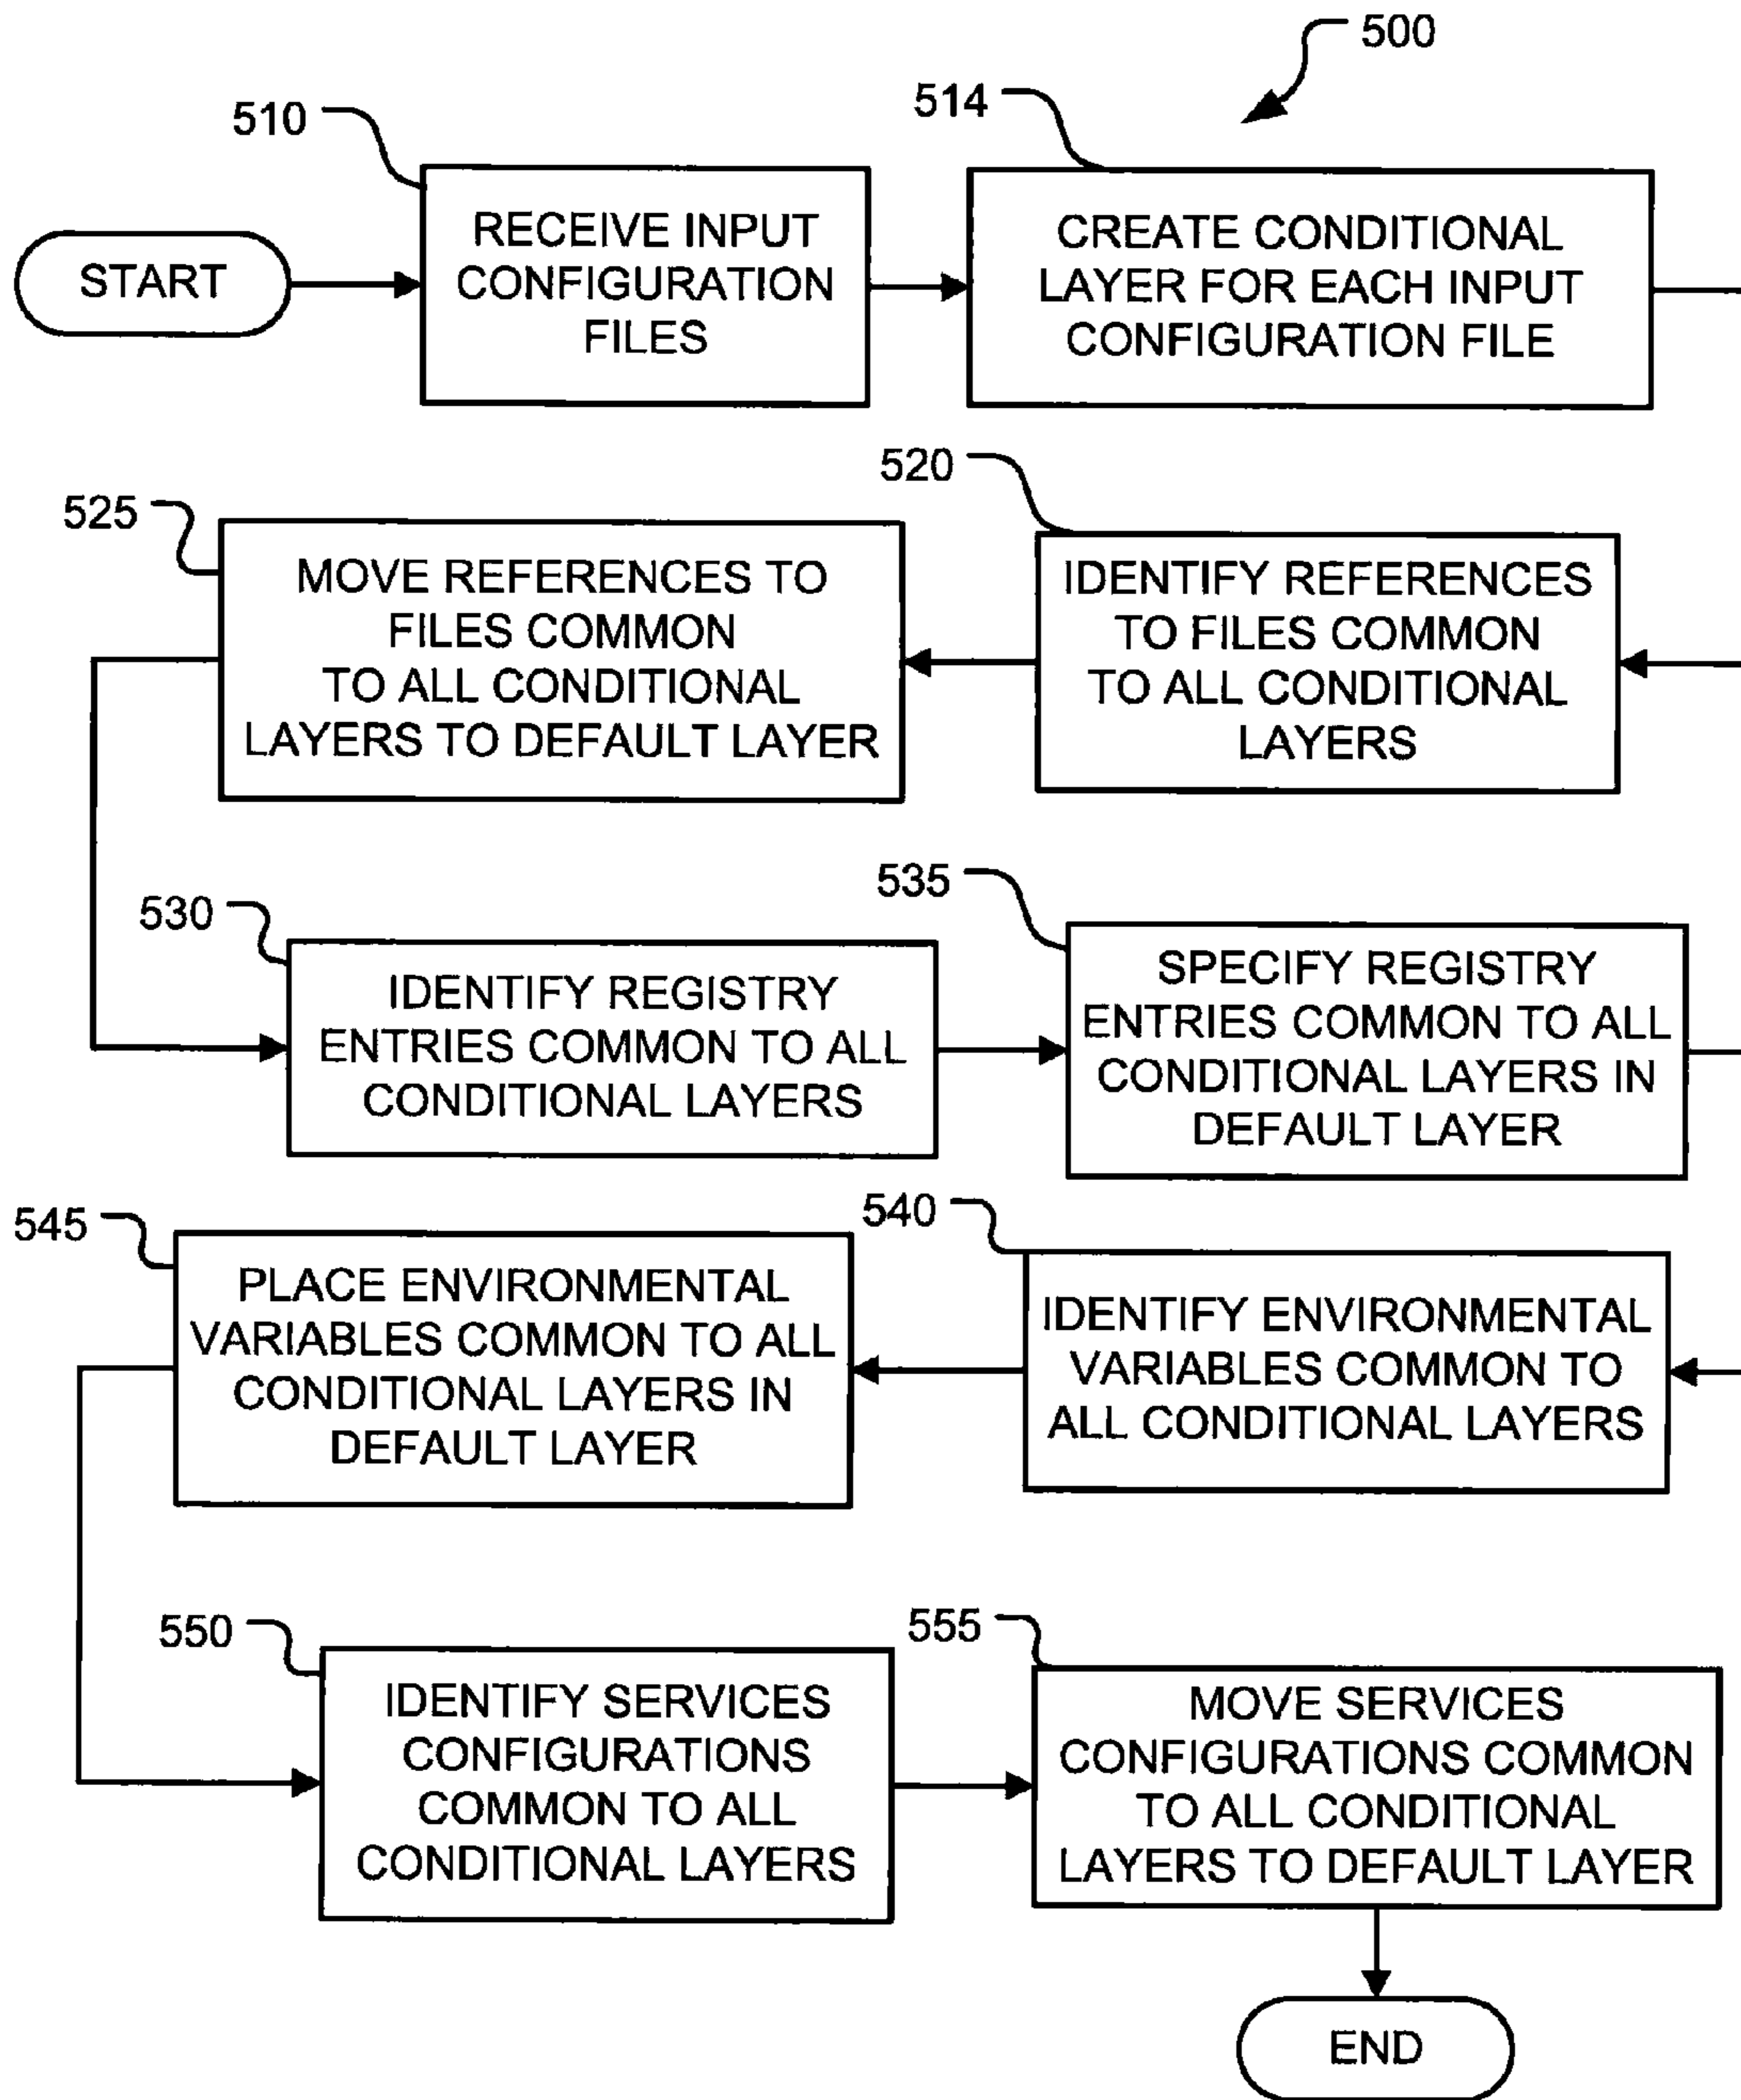 500
510
514
START
RECEIVE INPUT
CONFIGURATION
FILES
CREATE CONDITIONAL
LAYER FOR EACH INPUT
CONFIGURATION FILE
520
IDENTIFY REFERENCES
TO FILES COMMON
TO ALL CONDITIONAL
LAYERS
525
MOVE REFERENCES TO
FILES COMMON
TO ALL CONDITIONAL
LAYERS TO DEFAULT LAYER
530
IDENTIFY REGISTRY
ENTRIES COMMON TO ALL
CONDITIONAL LAYERS
535
SPECIFY REGISTRY
ENTRIES COMMON TO ALL
CONDITIONAL LAYERS IN
DEFAULT LAYER
540
IDENTIFY ENVIRONMENTAL
VARIABLES COMMON TO
ALL CONDITIONAL LAYERS
545
PLACE ENVIRONMENTAL
VARIABLES COMMON TO ALL
CONDITIONAL LAYERS IN
DEFAULT LAYER
550
IDENTIFY SERVICES
CONFIGURATIONS
COMMON TO ALL
CONDITIONAL LAYERS
555
MOVE SERVICES
CONFIGURATIONS COMMON
TO ALL CONDITIONAL
LAYERS TO DEFAULT LAYER
END